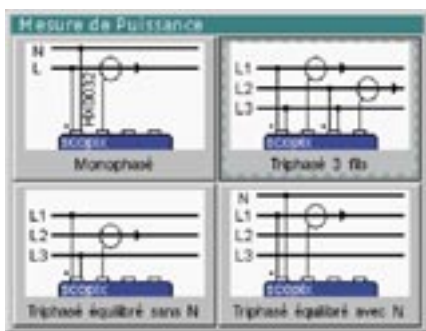 Mesure de Puissance
N
L
HX0032
scopix
Monophasé
L1
L2
L3
scopix
Triphasé 3 fils
L1
L2
L3
scopix
Triphasé équilibré sans N
N
L1
L2
L3
scopix
Triphasé équilibré avec N